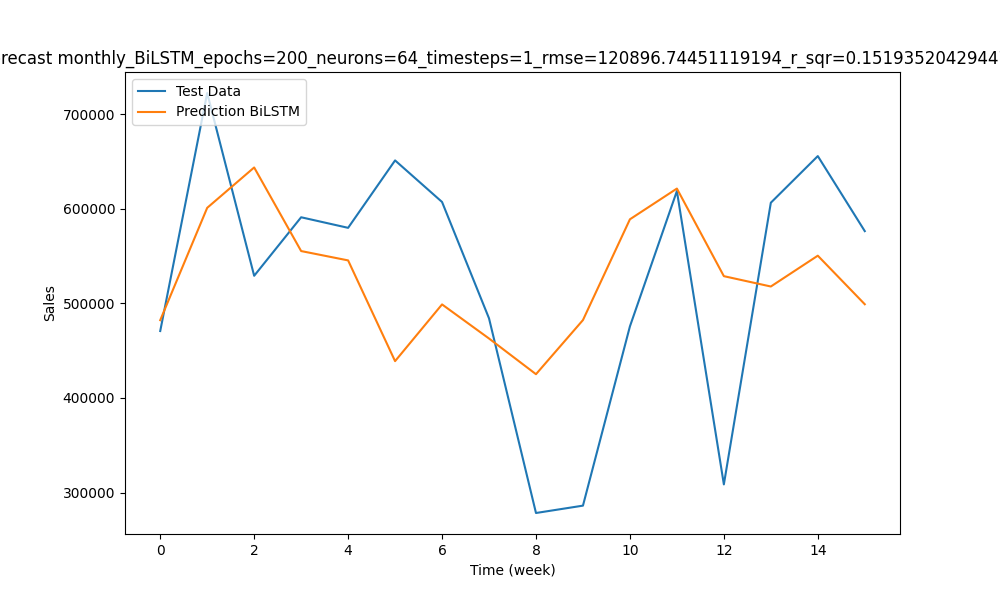 recast monthly_BiLSTM_epochs=200_neurons=64_timesteps=1_rmse=120896.74451119194_r_sqr=0.1519352042944
Test Data
Prediction BiLSTM
700000
600000
500000
400000
300000
Sales
0 2 4 6 8 10 12 14
Time (week)